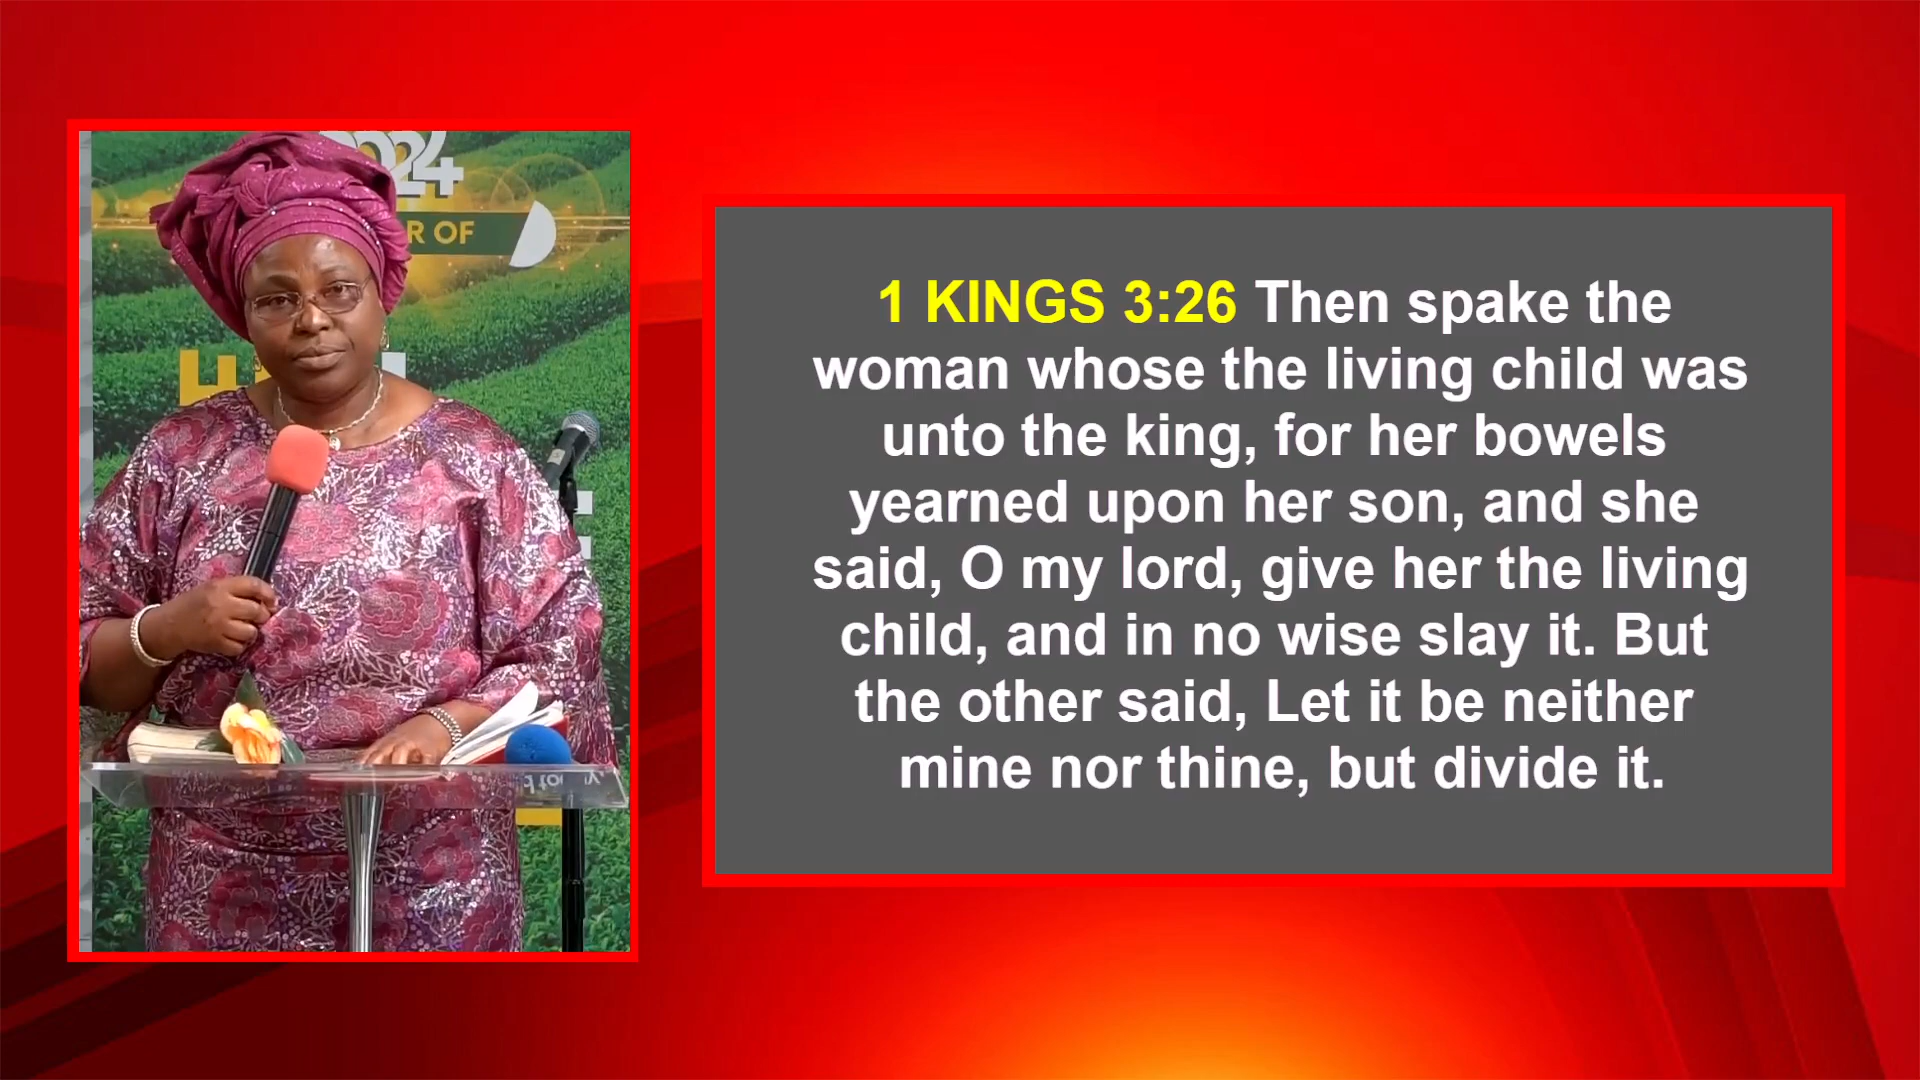 2024
R OF
1 KINGS 3:26 Then spake the
woman whose the living child was
unto the king, for her bowels
yearned upon her son, and she
said, O my lord, give her the living
child, and in no wise slay it. But
the other said, Let it be neither
mine nor thine, but divide it.